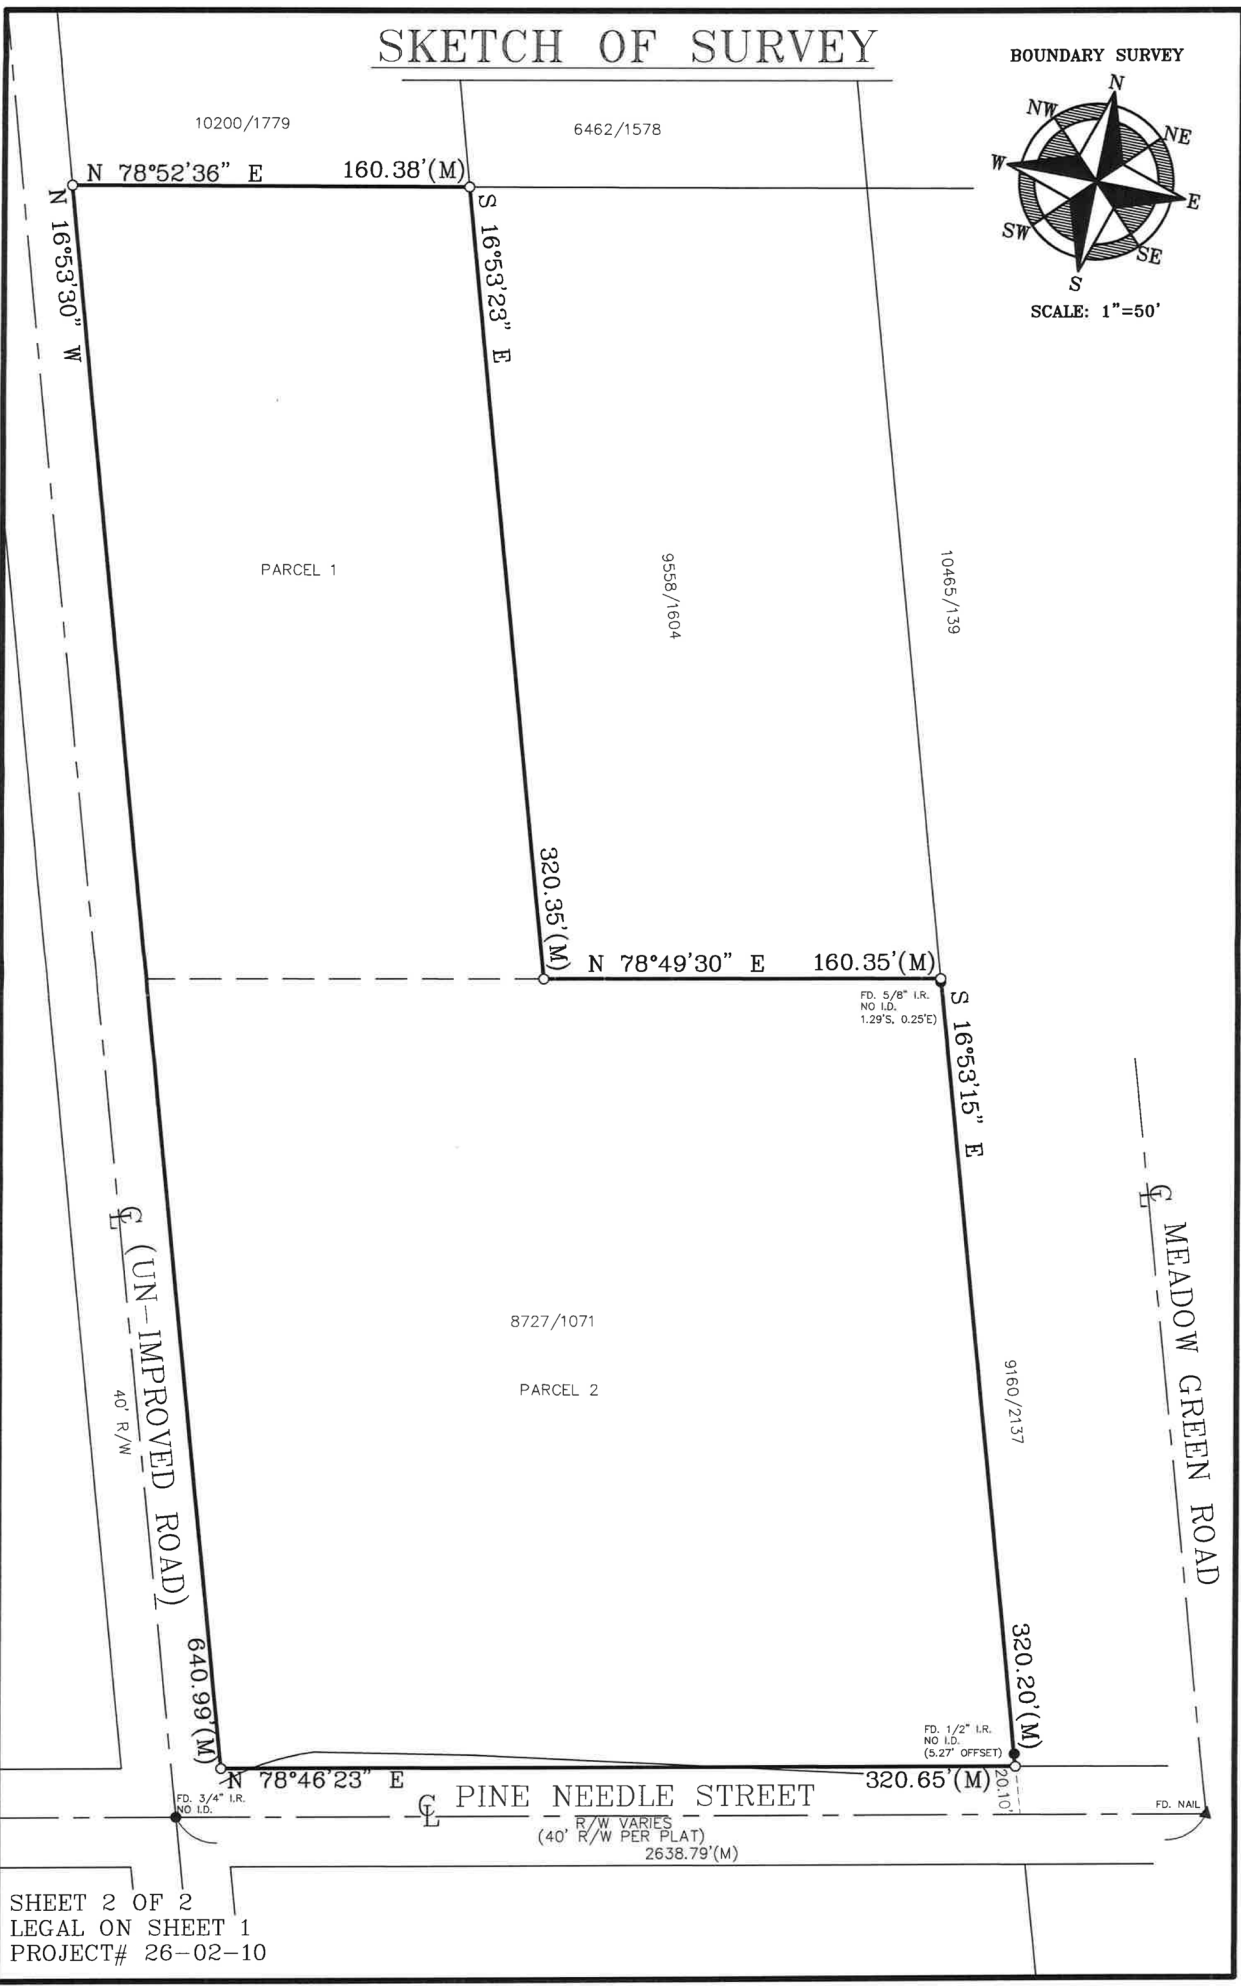 SKETCH OF SURVEY
BOUNDARY SURVEY
N
NW
NE
W
E
SW
SE
S
SCALE: 1"=50'
10200/1779
6462/1578
N 78°52'36" E 160.38'(M)
N 16°53'30" W
S 16°53'23" E
PARCEL 1
9558/1604
10465/139
320.35'(M)
N 78°49'30" E 160.35'(M)
FD. 5/8" I.R.
NO I.D.
1.29'S, 0.25'E)
S 16°53'15" E
℄ (UN-IMPROVED ROAD)
40' R/W
℄ MEADOW GREEN ROAD
8727/1071
PARCEL 2
9160/2137
640.99'(M)
320.20'(M)
FD. 1/2" I.R.
NO I.D.
(5.27' OFFSET)
N 78°46'23" E 320.65'(M)
20.10'
FD. 3/4" I.R.
NO I.D.
℄ PINE NEEDLE STREET
FD. NAIL
R/W VARIES
(40' R/W PER PLAT)
2638.79'(M)
SHEET 2 OF 2
LEGAL ON SHEET 1
PROJECT# 26-02-10